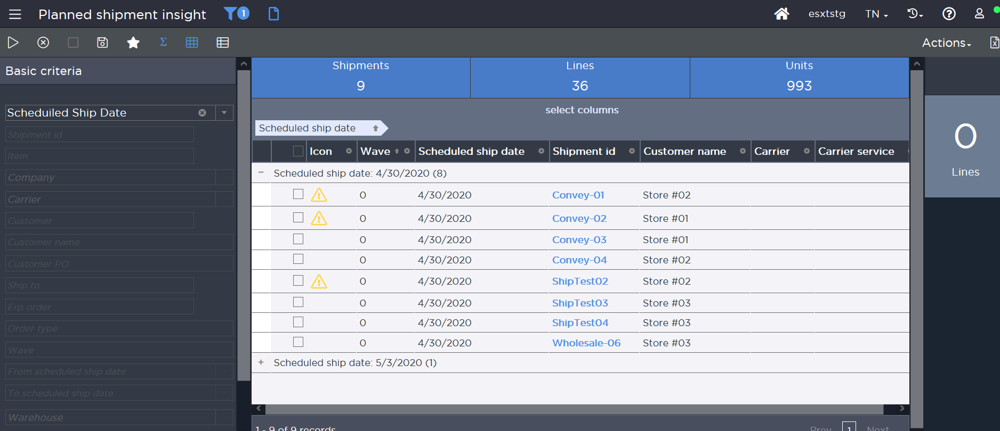 Planned shipment insight 1 esxtstg TN
Σ Actions
Basic criteria
Scheduiled Ship Date
Shipment id
Item
Company
Carrier
Customer
Customer name
Customer PO
Ship to
Erp order
Order type
Wave
From scheduled ship date
To scheduled ship date
Warehouse
Shipments Lines Units
9 36 993
select columns
Scheduled ship date
Icon Wave Scheduled ship date Shipment id Customer name Carrier Carrier service
Scheduled ship date: 4/30/2020 (8)
0 4/30/2020 Convey-01 Store #02
0 4/30/2020 Convey-02 Store #01
0 4/30/2020 Convey-03 Store #01
0 4/30/2020 Convey-04 Store #02
0 4/30/2020 ShipTest02 Store #02
0 4/30/2020 ShipTest03 Store #03
0 4/30/2020 ShipTest04 Store #03
0 4/30/2020 Wholesale-06 Store #03
Scheduled ship date: 5/3/2020 (1)
1 - 9 of 9 records Prev 1 Next
0
Lines